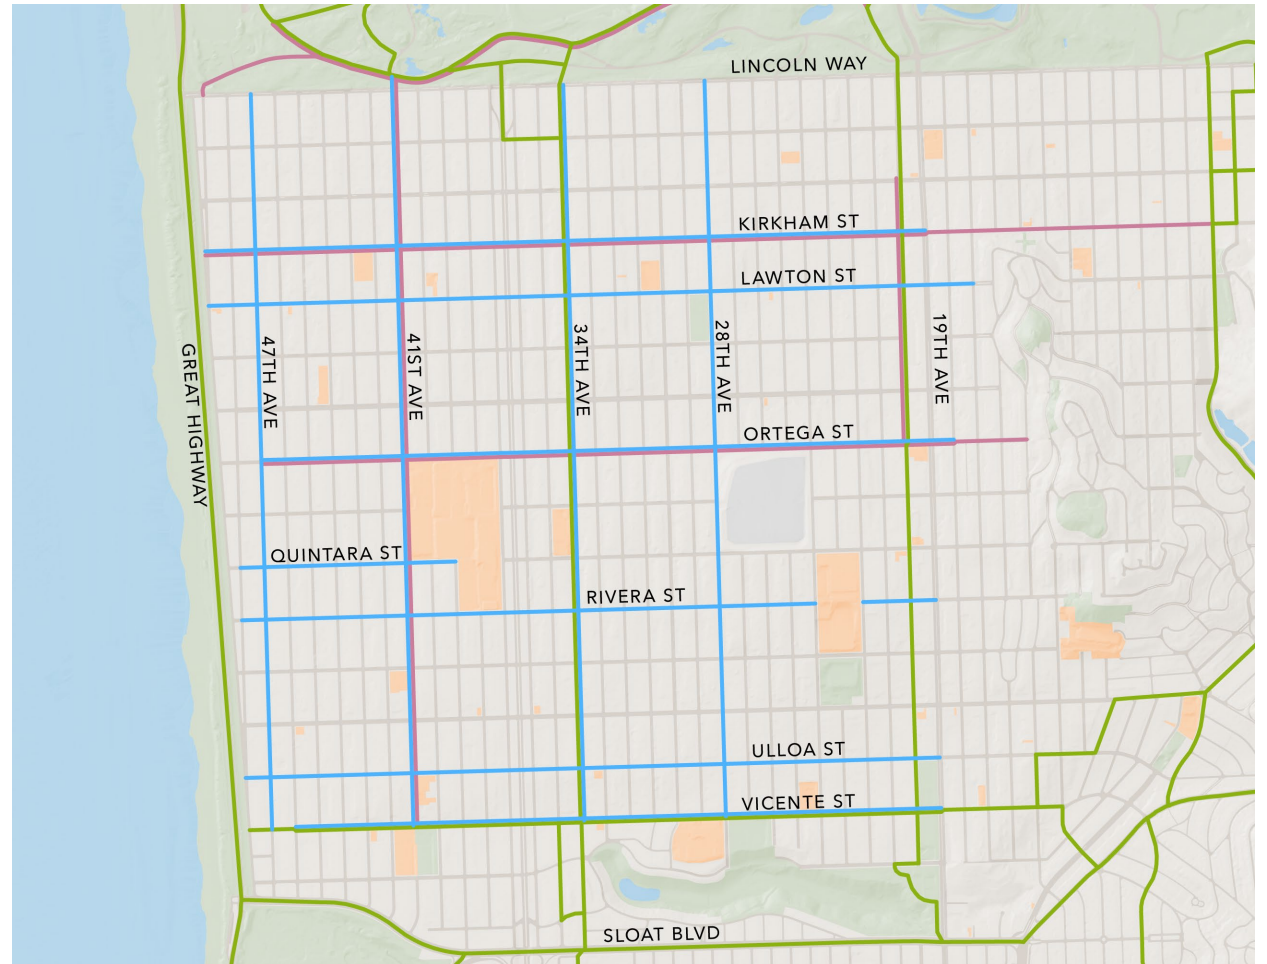 LINCOLN WAY
KIRKHAM ST
LAWTON ST
GREAT HIGHWAY
47TH AVE
41ST AVE
34TH AVE
28TH AVE
19TH AVE
ORTEGA ST
QUINTARA ST
RIVERA ST
ULLOA ST
VICENTE ST
SLOAT BLVD